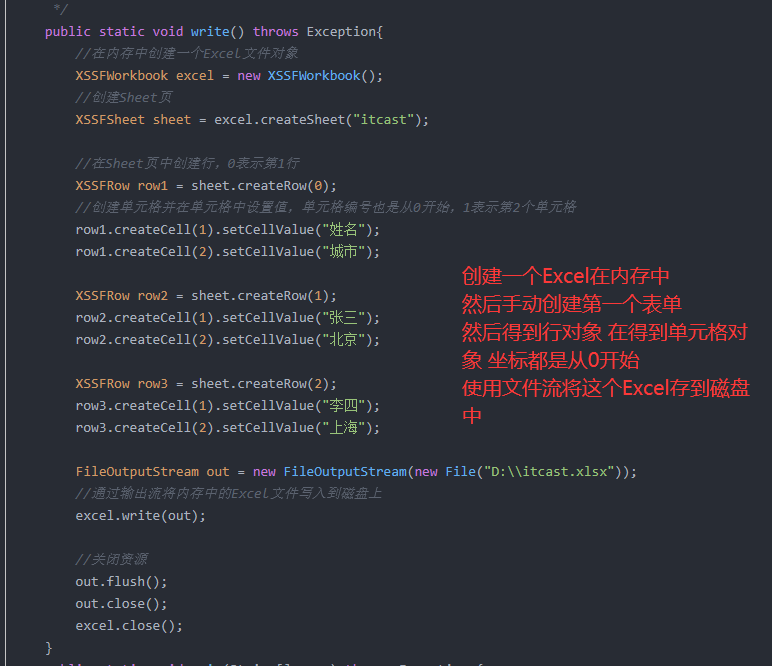 */
public static void write() throws Exception{
//在内存中创建一个Excel文件对象
XSSFWorkbook excel = new XSSFWorkbook();
//创建Sheet页
XSSFSheet sheet = excel.createSheet("itcast");
//在Sheet页中创建行，0表示第1行
XSSFRow row1 = sheet.createRow(0);
//创建单元格并在单元格中设置值，单元格编号也是从0开始，1表示第2个单元格
row1.createCell(1).setCellValue("姓名");
row1.createCell(2).setCellValue("城市");
XSSFRow row2 = sheet.createRow(1);
row2.createCell(1).setCellValue("张三");
row2.createCell(2).setCellValue("北京");
XSSFRow row3 = sheet.createRow(2);
row3.createCell(1).setCellValue("李四");
row3.createCell(2).setCellValue("上海");
FileOutputStream out = new FileOutputStream(new File("D:\\itcast.xlsx"));
//通过输出流将内存中的Excel文件写入到磁盘上
excel.write(out);
//关闭资源
out.flush();
out.close();
excel.close();
}
创建一个Excel在内存中
然后手动创建第一个表单
然后得到行对象 在得到单元格对
象 坐标都是从0开始
使用文件流将这个Excel存到磁盘
中